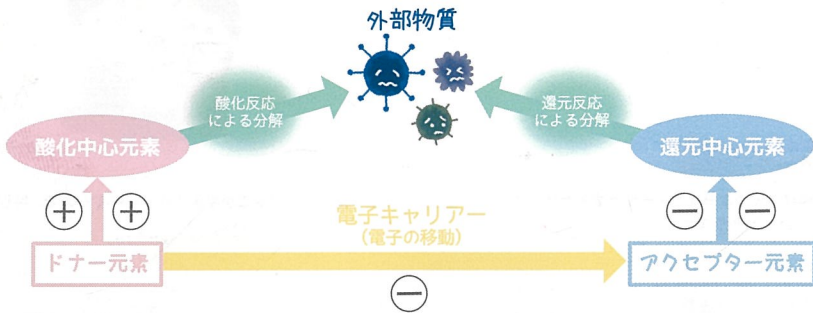 外部物質
酸化反応
による分解
還元反応
による分解
酸化中心元素
還元中心元素
＋ ＋
－ －
電子キャリアー
（電子の移動）
ドナー元素
アクセプター元素
－